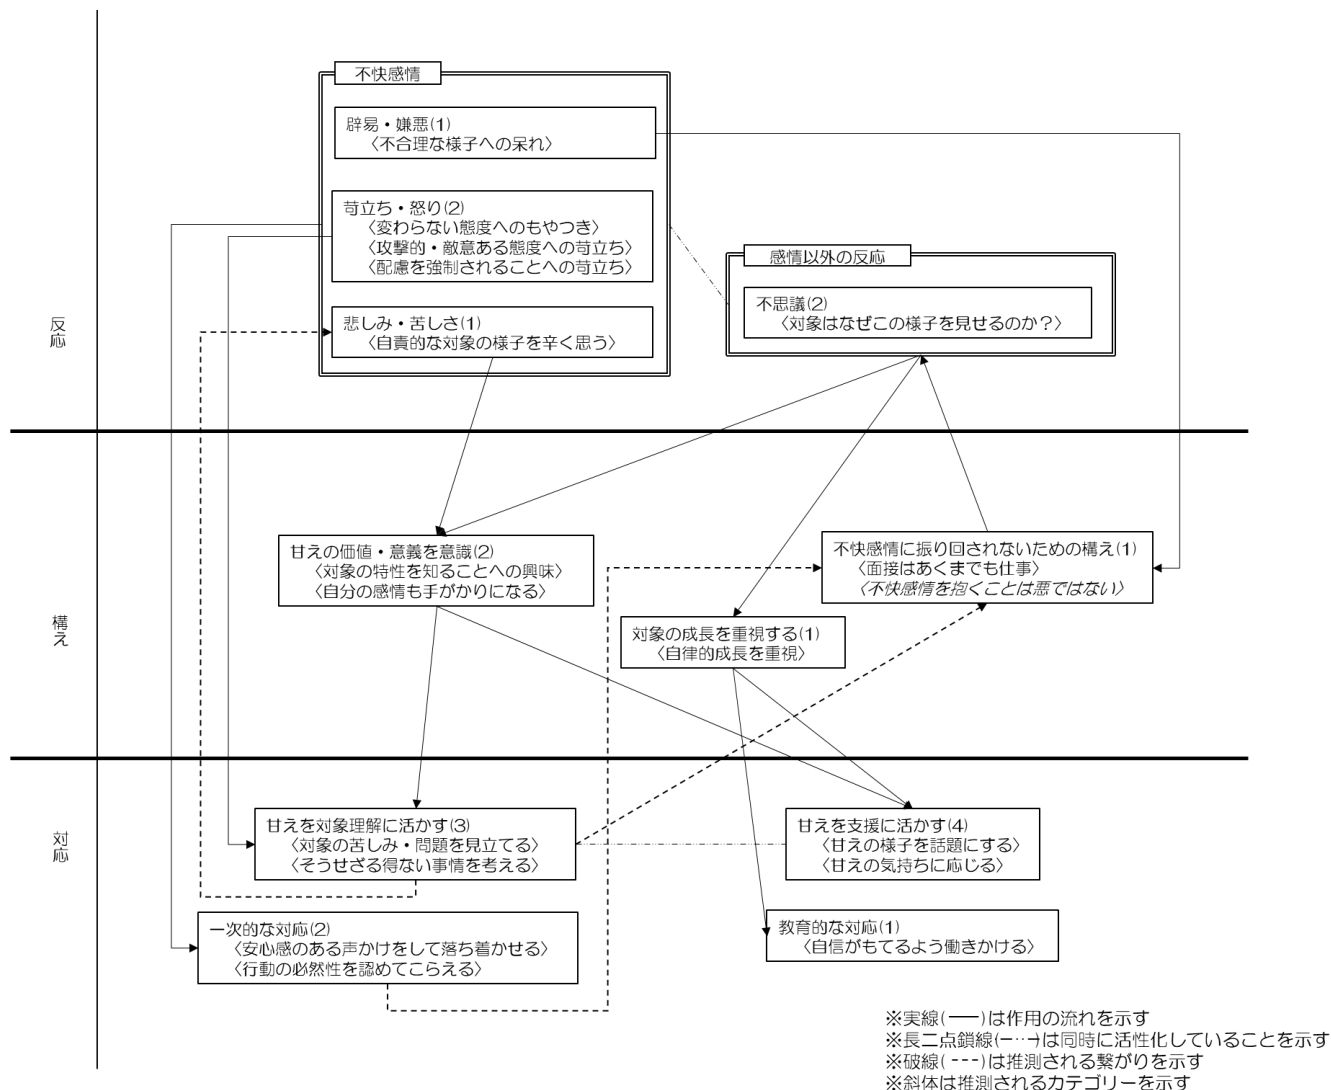 不快感情
辟易・嫌悪(1)
〈不合理な様子への呆れ〉
苛立ち・怒り(2)
〈変わらない態度へのもやつき〉
〈攻撃的・敵意ある態度への苛立ち〉
〈配慮を強制されることへの苛立ち〉
悲しみ・苦しさ(1)
〈自責的な対象の様子を辛く思う〉
感情以外の反応
不思議(2)
〈対象はなぜこの様子を見せるのか？〉
反応
甘えの価値・意義を意識(2)
〈対象の特性を知ることへの興味〉
〈自分の感情も手がかりになる〉
不快感情に振り回されないための構え(1)
〈面接はあくまでも仕事〉
〈不快感情を抱くことは悪ではない〉
対象の成長を重視する(1)
〈自律的成長を重視〉
構え
甘えを対象理解に活かす(3)
〈対象の苦しみ・問題を見立てる〉
〈そうせざる得ない事情を考える〉
甘えを支援に活かす(4)
〈甘えの様子を話題にする〉
〈甘えの気持ちに応じる〉
対応
一次的な対応(2)
〈安心感のある声かけをして落ち着かせる〉
〈行動の必然性を認めてこらえる〉
教育的な対応(1)
〈自信がもてるよう働きかける〉
※実線(──)は作用の流れを示す
※長二点鎖線(─‥─)は同時に活性化していることを示す
※破線(---)は推測される繋がりを示す
※斜体は推測されるカテゴリーを示す